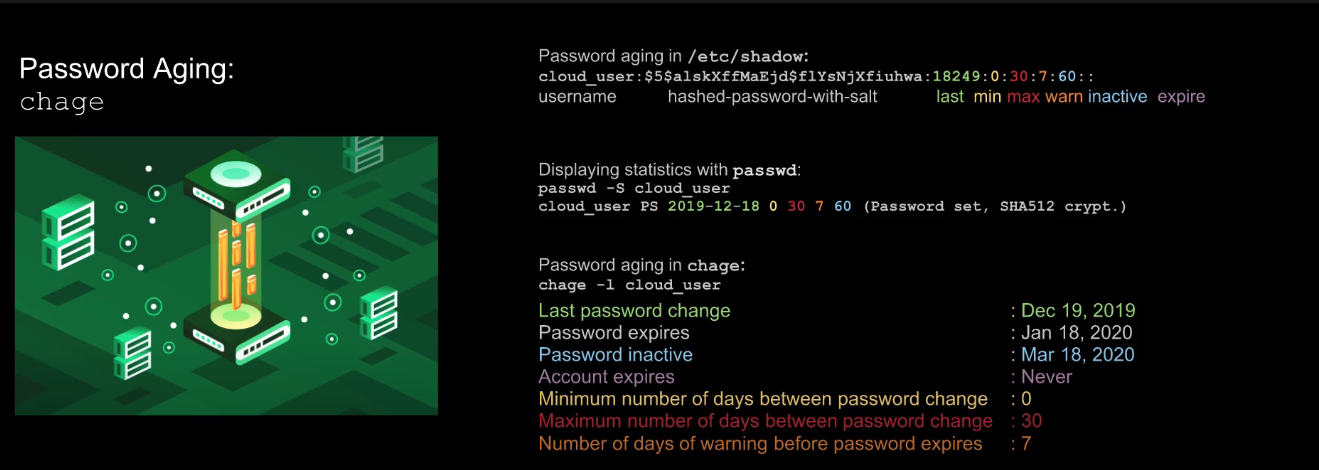 Password Aging:
chage
Password aging in /etc/shadow:
cloud_user:$5$alskXffMaEjd$flYsNjXfiuhwa:18249:0:30:7:60::
username hashed-password-with-salt last min max warn inactive expire
Displaying statistics with passwd:
passwd -S cloud_user
cloud_user PS 2019-12-18 0 30 7 60 (Password set, SHA512 crypt.)
Password aging in chage:
chage -l cloud_user
Last password change : Dec 19, 2019
Password expires : Jan 18, 2020
Password inactive : Mar 18, 2020
Account expires : Never
Minimum number of days between password change : 0
Maximum number of days between password change : 30
Number of days of warning before password expires : 7